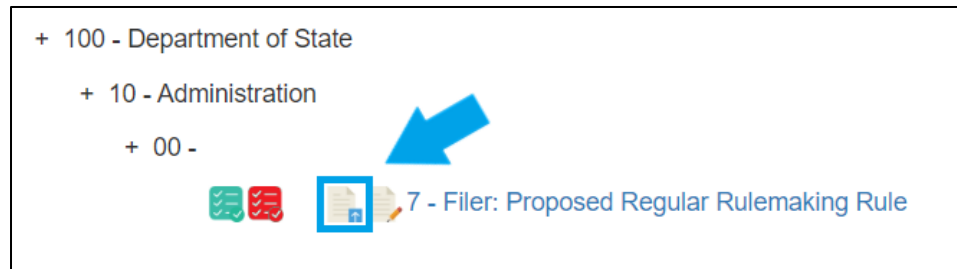 + 100 - Department of State
+ 10 - Administration
+ 00 -
7 - Filer: Proposed Regular Rulemaking Rule